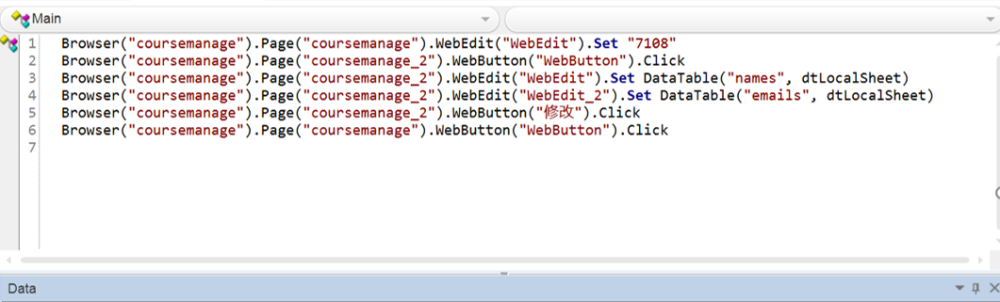 Main
1 Browser("coursemanage").Page("coursemanage").WebEdit("WebEdit").Set "7108"
2 Browser("coursemanage").Page("coursemanage_2").WebButton("WebButton").Click
3 Browser("coursemanage").Page("coursemanage_2").WebEdit("WebEdit").Set DataTable("names", dtLocalSheet)
4 Browser("coursemanage").Page("coursemanage_2").WebEdit("WebEdit_2").Set DataTable("emails", dtLocalSheet)
5 Browser("coursemanage").Page("coursemanage_2").WebButton("修改").Click
6 Browser("coursemanage").Page("coursemanage").WebButton("WebButton").Click
7
Data